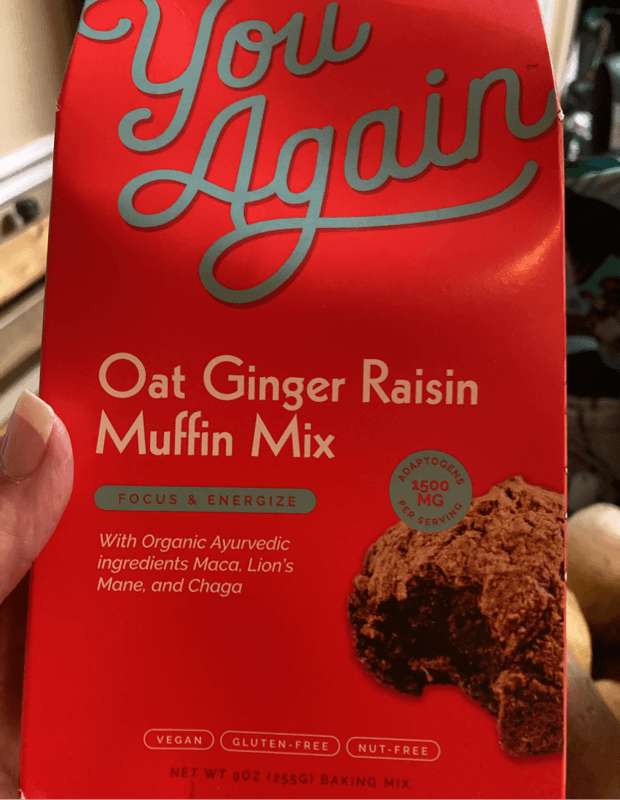 You
Again™
Oat Ginger Raisin
Muffin Mix
FOCUS & ENERGIZE
With Organic Ayurvedic
ingredients Maca, Lion's
Mane, and Chaga
ADAPTOGENS
1500
MG
PER SERVING
VEGAN GLUTEN-FREE NUT-FREE
NET WT 9OZ (255G) BAKING MIX